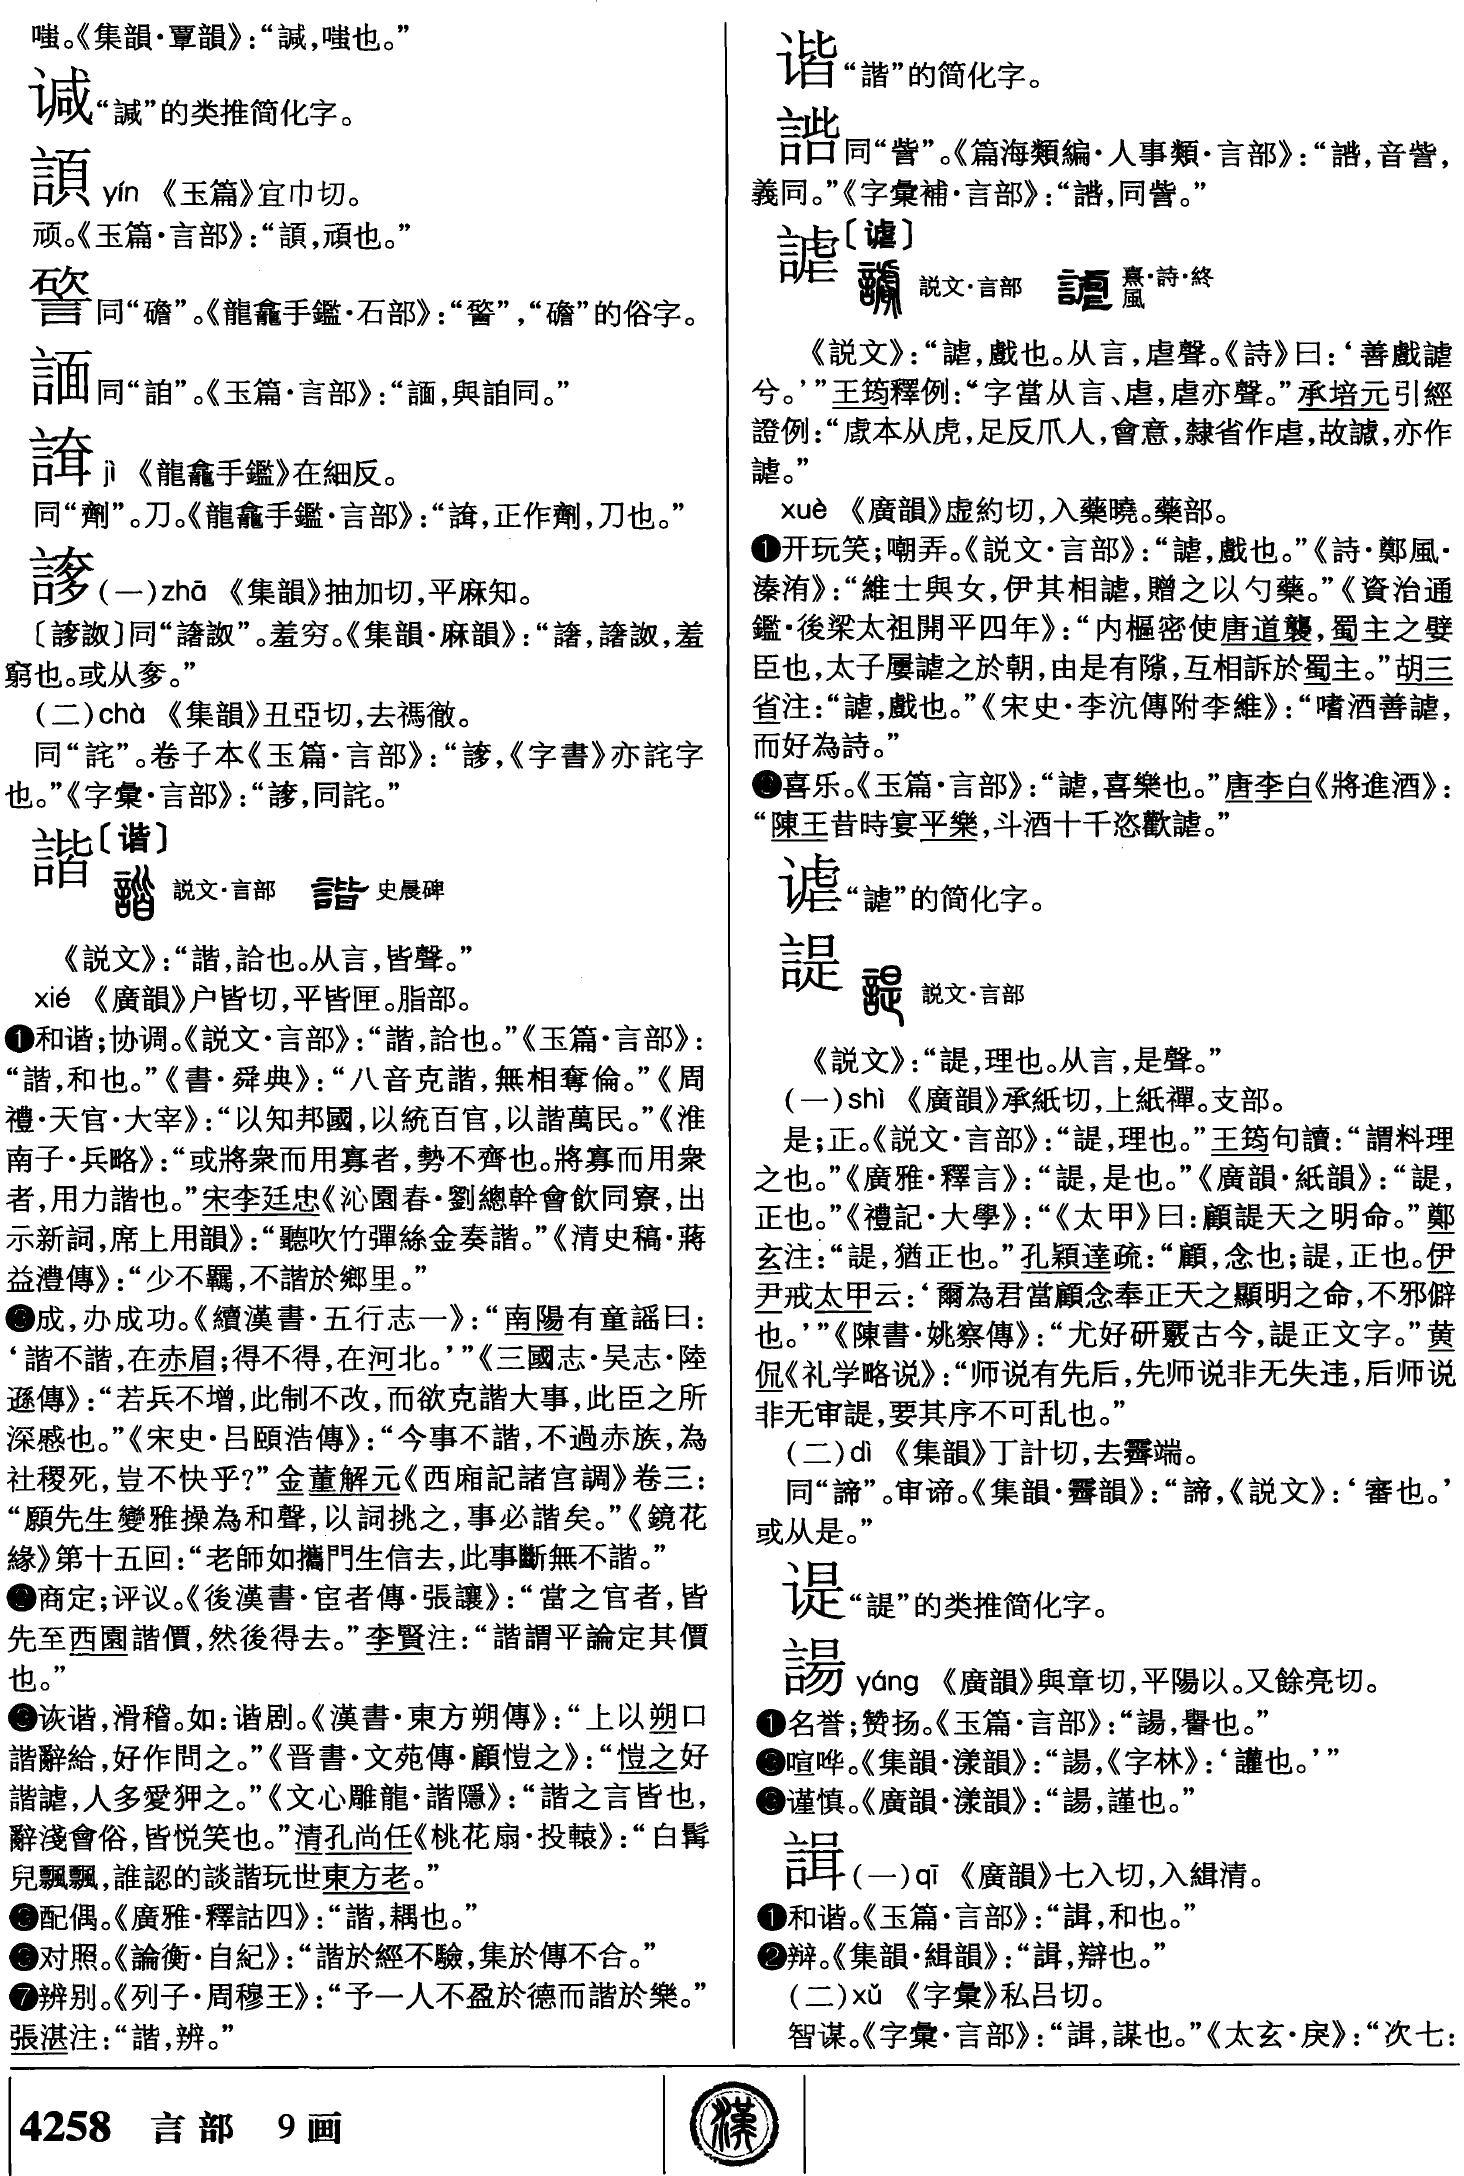 嗤。《集韻·覃韻》：“諴，嗤也。”
𬤏“諴”的类推简化字。
䪴 yín 《玉篇》宜巾切。
顽。《玉篇·言部》：“䪴，頑也。”
同“礛”。《龍龕手鑑·石部》：“䃂”，“礛”的俗字。
同“䛐”。《玉篇·言部》：“䛲，與䛐同。”
jì 《龍龕手鑑》在細反。
同“劑”。刀。《龍龕手鑑·言部》：“，正作劑，刀也。”
謻(一)zhā 《集韻》抽加切，平麻知。
〔謻詉〕同“譇詉”。羞穷。《集韻·麻韻》：“譇，譇詉，羞
窮也。或从奓。”
(二)chà 《集韻》丑亞切，去禡徹。
同“詫”。卷子本《玉篇·言部》：“謻，《字書》亦詫字
也。”《字彙·言部》：“謻，同詫。”
諧〔谐〕
説文·言部 史晨碑
《説文》：“諧，詥也。从言，皆聲。”
xié 《廣韻》户皆切，平皆匣。脂部。
❶和谐；协调。《説文·言部》：“諧，詥也。”《玉篇·言部》：
“諧，和也。”《書·舜典》：“八音克諧，無相奪倫。”《周
禮·天官·大宰》：“以知邦國，以統百官，以諧萬民。”《淮
南子·兵略》：“或將衆而用寡者，勢不齊也。將寡而用衆
者，用力諧也。”宋李廷忠《沁園春·劉總幹會飲同寮，出
示新詞，席上用韻》：“聽吹竹彈絲金奏諧。”《清史稿·蔣
益澧傳》：“少不羈，不諧於鄉里。”
❷成，办成功。《續漢書·五行志一》：“南陽有童謡曰：
‘諧不諧，在赤眉；得不得，在河北。’”《三國志·吴志·陸
遜傳》：“若兵不增，此制不改，而欲克諧大事，此臣之所
深慼也。”《宋史·吕頤浩傳》：“今事不諧，不過赤族，為
社稷死，豈不快乎？”金董解元《西廂記諸宫調》卷三：
“願先生變雅操為和聲，以詞挑之，事必諧矣。”《鏡花
緣》第十五回：“老師如攜門生信去，此事斷無不諧。”
❸商定；评议。《後漢書·宦者傳·張讓》：“當之官者，皆
先至西園諧價，然後得去。”李賢注：“諧謂平論定其價
也。”
❹诙谐，滑稽。如：谐剧。《漢書·東方朔傳》：“上以朔口
諧辭給，好作問之。”《晋書·文苑傳·顧愷之》：“愷之好
諧謔，人多愛狎之。”《文心雕龍·諧隱》：“諧之言皆也，
辭淺會俗，皆悦笑也。”清孔尚任《桃花扇·投轅》：“白髯
兒飄飄，誰認的談諧玩世東方老。”
❺配偶。《廣雅·釋詁四》：“諧，耦也。”
❻对照。《論衡·自紀》：“諧於經不驗，集於傳不合。”
❼辨别。《列子·周穆王》：“予一人不盈於德而諧於樂。”
張湛注：“諧，辨。”
谐“諧”的简化字。
同“訾”。《篇海類編·人事類·言部》：“，音訾，
義同。”《字彙補·言部》：“，同訾。”
謔〔谑〕
説文·言部 熹·詩·終
風
《説文》：“謔，戲也。从言，虐聲。《詩》曰：‘善戲謔
兮。’”王筠釋例：“字當从言、虐，虐亦聲。”承培元引經
證例：“虐本从虎，足反爪人，會意，隸省作虐，故謔，亦作
謔。”
xuè 《廣韻》虚約切，入藥曉。藥部。
❶开玩笑；嘲弄。《説文·言部》：“謔，戲也。”《詩·鄭風·
溱洧》：“維士與女，伊其相謔，贈之以勺藥。”《資治通
鑑·後梁太祖開平四年》：“内樞密使唐道襲，蜀主之嬖
臣也，太子屢謔之於朝，由是有隙，互相訴於蜀主。”胡三
省注：“謔，戲也。”《宋史·李沆傳附李維》：“嗜酒善謔，
而好為詩。”
❷喜乐。《玉篇·言部》：“謔，喜樂也。”唐李白《將進酒》：
“陳王昔時宴平樂，斗酒十千恣歡謔。”
谑“謔”的简化字。
諟 説文·言部
《説文》：“諟，理也。从言，是聲。”
(一)shì 《廣韻》承紙切，上紙禪。支部。
是；正。《説文·言部》：“諟，理也。”王筠句讀：“謂料理
之也。”《廣雅·釋言》：“諟，是也。”《廣韻·紙韻》：“諟，
正也。”《禮記·大學》：“《太甲》曰：顧諟天之明命。”鄭
玄注：“諟，猶正也。”孔穎達疏：“顧，念也；諟，正也。伊
尹戒太甲云：‘爾為君當顧念奉正天之顯明之命，不邪僻
也。’”《陳書·姚察傳》：“尤好研覈古今，諟正文字。”黄
侃《礼学略说》：“师说有先后，先师说非无失违，后师说
非无审諟，要其序不可乱也。”
(二)dì 《集韻》丁計切，去霽端。
同“諦”。审谛。《集韻·霽韻》：“諦，《説文》：‘審也。’
或从是。”
𬤊“諟”的类推简化字。
諹 yáng 《廣韻》與章切，平陽以。又餘亮切。
❶名誉；赞扬。《玉篇·言部》：“諹，譽也。”
❷喧哗。《集韻·漾韻》：“諹，《字林》：‘讙也。’”
❸谨慎。《廣韻·漾韻》：“諹，謹也。”
諿(一)qī 《廣韻》七入切，入緝清。
❶和谐。《玉篇·言部》：“諿，和也。”
❷辩。《集韻·緝韻》：“諿，辯也。”
(二)xǔ 《字彙》私吕切。
智谋。《字彙·言部》：“諿，謀也。”《太玄·戾》：“次七：
4258 言部 9画
漢